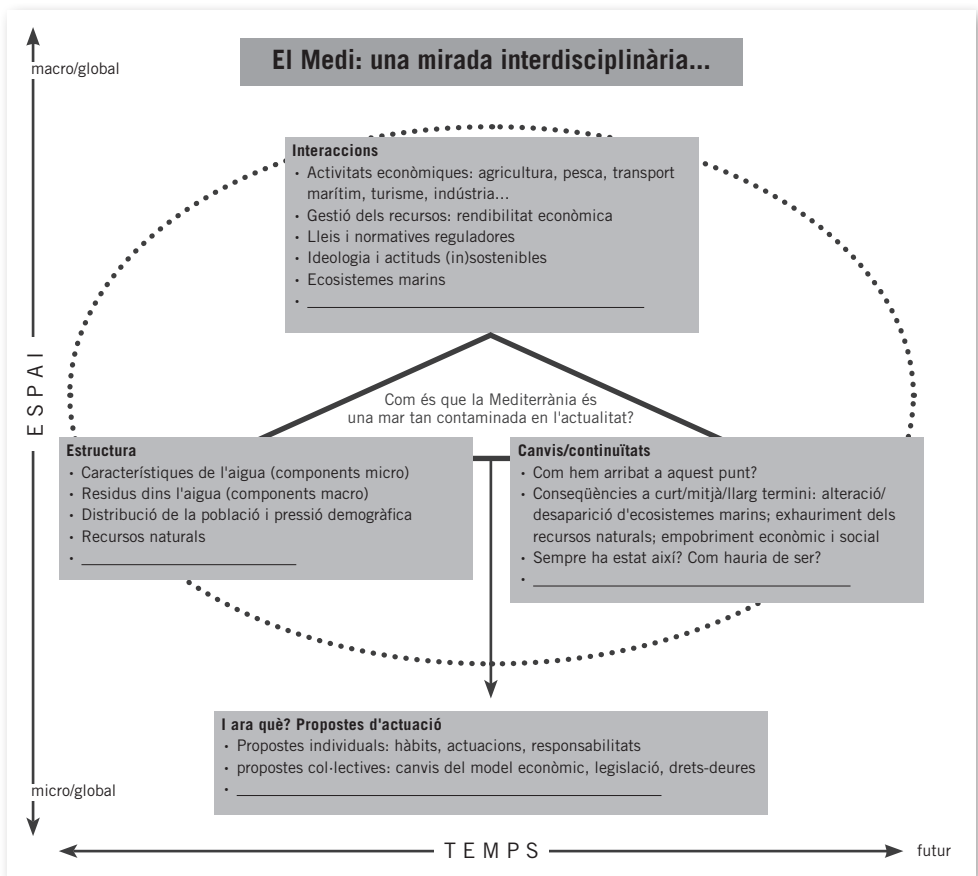 El Medi: una mirada interdisciplinària...
macro/global
Interaccions
· Activitats econòmiques: agricultura, pesca, transport
marítim, turisme, indústria...
· Gestió dels recursos: rendibilitat econòmica
· Lleis i normatives reguladores
· Ideologia i actituds (in)sostenibles
· Ecosistemes marins
·
ESPAI
Com és que la Mediterrània és
una mar tan contaminada en l'actualitat?
Estructura
· Característiques de l'aigua (components micro)
· Residus dins l'aigua (components macro)
· Distribució de la població i pressió demogràfica
· Recursos naturals
·
Canvis/continuïtats
· Com hem arribat a aquest punt?
· Conseqüències a curt/mitjà/llarg termini: alteració/
desaparició d'ecosistemes marins; exhauriment dels
recursos naturals; empobriment econòmic i social
· Sempre ha estat així? Com hauria de ser?
·
I ara què? Propostes d'actuació
· Propostes individuals: hàbits, actuacions, responsabilitats
· propostes col·lectives: canvis del model econòmic, legislació, drets-deures
·
micro/global
TEMPS
futur